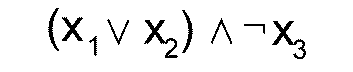 (x₁ ∨ x₂) ∧ ¬x₃